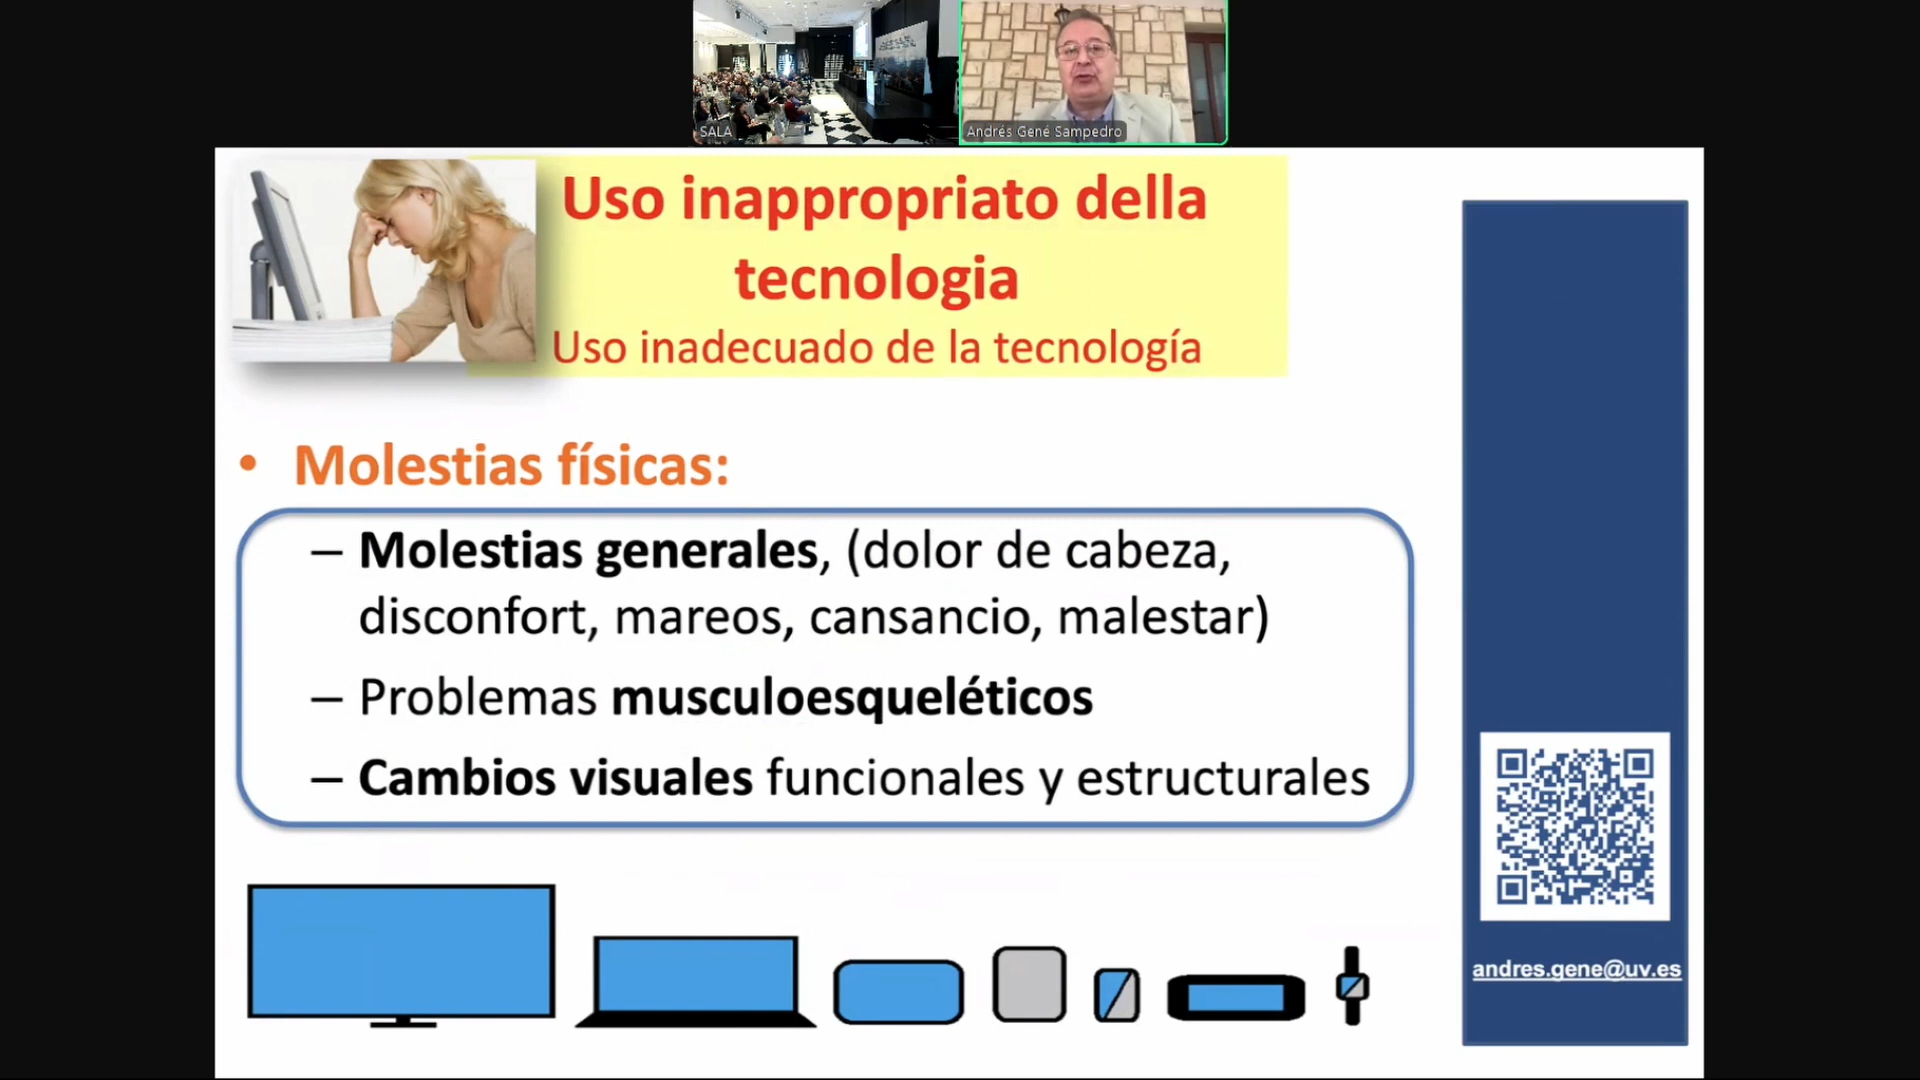 SALA
Andrés Gené Sampedro
Uso inappropriato della
tecnologia
Uso inadecuado de la tecnología
• Molestias físicas:
– Molestias generales, (dolor de cabeza,
disconfort, mareos, cansancio, malestar)
– Problemas musculoesqueléticos
– Cambios visuales funcionales y estructurales
andres.gene@uv.es